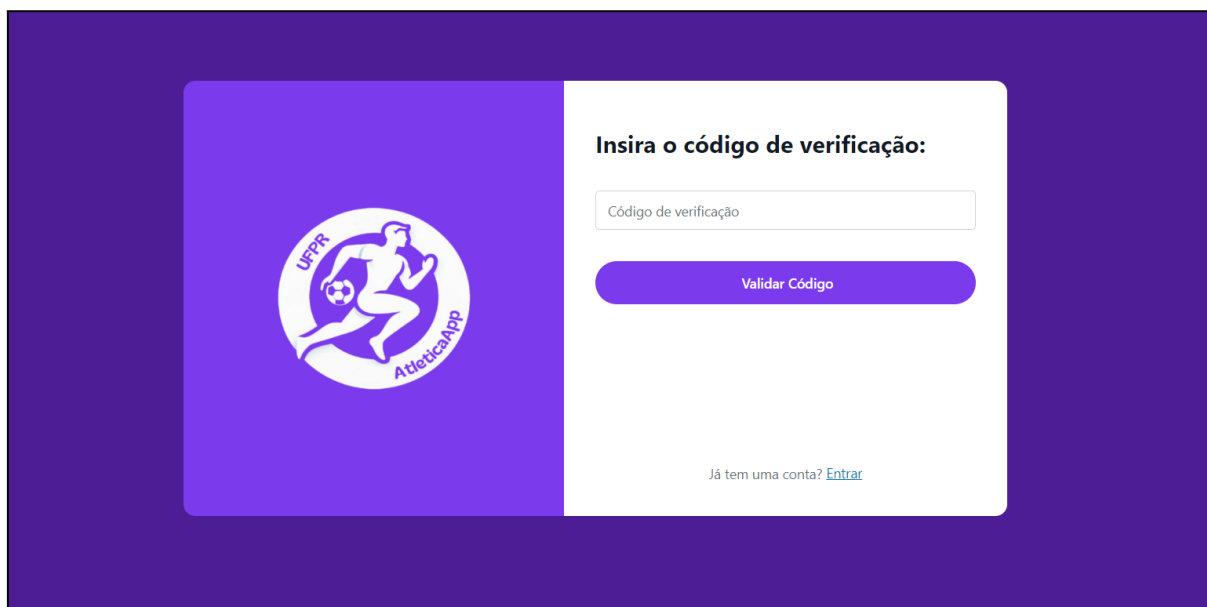 UFPR
AtleticaApp
Insira o código de verificação:
Código de verificação
Validar Código
Já tem uma conta? Entrar